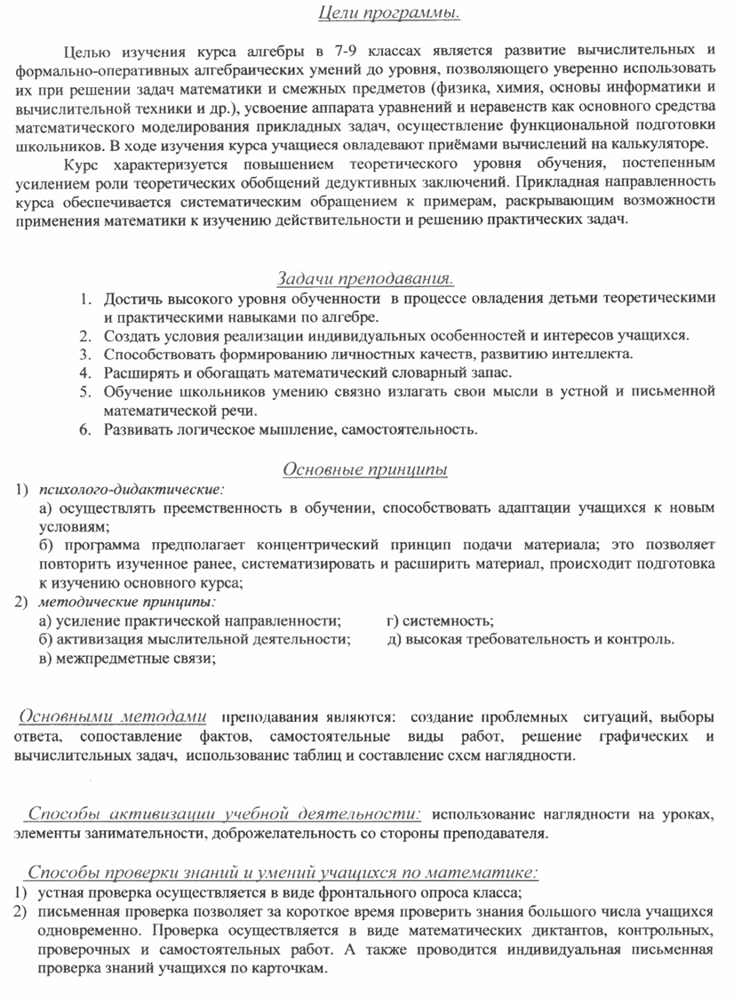 Цели программы.
Целью изучения курса алгебры в 7-9 классах является развитие вычислительных и
формально-оперативных алгебраических умений до уровня, позволяющего уверенно использовать
их при решении задач математики и смежных предметов (физика, химия, основы информатики и
вычислительной техники и др.), усвоение аппарата уравнений и неравенств как основного средства
математического моделирования прикладных задач, осуществление функциональной подготовки
школьников. В ходе изучения курса учащиеся овладевают приёмами вычислений на калькуляторе.
Курс характеризуется повышением теоретического уровня обучения, постепенным
усилением роли теоретических обобщений дедуктивных заключений. Прикладная направленность
курса обеспечивается систематическим обращением к примерам, раскрывающим возможности
применения математики к изучению действительности и решению практических задач.
Задачи преподавания.
1. Достичь высокого уровня обученности в процессе овладения детьми теоретическими
и практическими навыками по алгебре.
2. Создать условия реализации индивидуальных особенностей и интересов учащихся.
3. Способствовать формированию личностных качеств, развитию интеллекта.
4. Расширять и обогащать математический словарный запас.
5. Обучение школьников умению связно излагать свои мысли в устной и письменной
математической речи.
6. Развивать логическое мышление, самостоятельность.
Основные принципы
1) психолого-дидактические:
а) осуществлять преемственность в обучении, способствовать адаптации учащихся к новым
условиям;
б) программа предполагает концентрический принцип подачи материала; это позволяет
повторить изученное ранее, систематизировать и расширить материал, происходит подготовка
к изучению основного курса;
2) методические принципы:
а) усиление практической направленности; г) системность;
б) активизация мыслительной деятельности; д) высокая требовательность и контроль.
в) межпредметные связи;
Основными методами преподавания являются: создание проблемных ситуаций, выборы
ответа, сопоставление фактов, самостоятельные виды работ, решение графических и
вычислительных задач, использование таблиц и составление схем наглядности.
Способы активизации учебной деятельности: использование наглядности на уроках,
элементы занимательности, доброжелательность со стороны преподавателя.
Способы проверки знаний и умений учащихся по математике:
1) устная проверка осуществляется в виде фронтального опроса класса;
2) письменная проверка позволяет за короткое время проверить знания большого числа учащихся
одновременно. Проверка осуществляется в виде математических диктантов, контрольных,
проверочных и самостоятельных работ. А также проводится индивидуальная письменная
проверка знаний учащихся по карточкам.